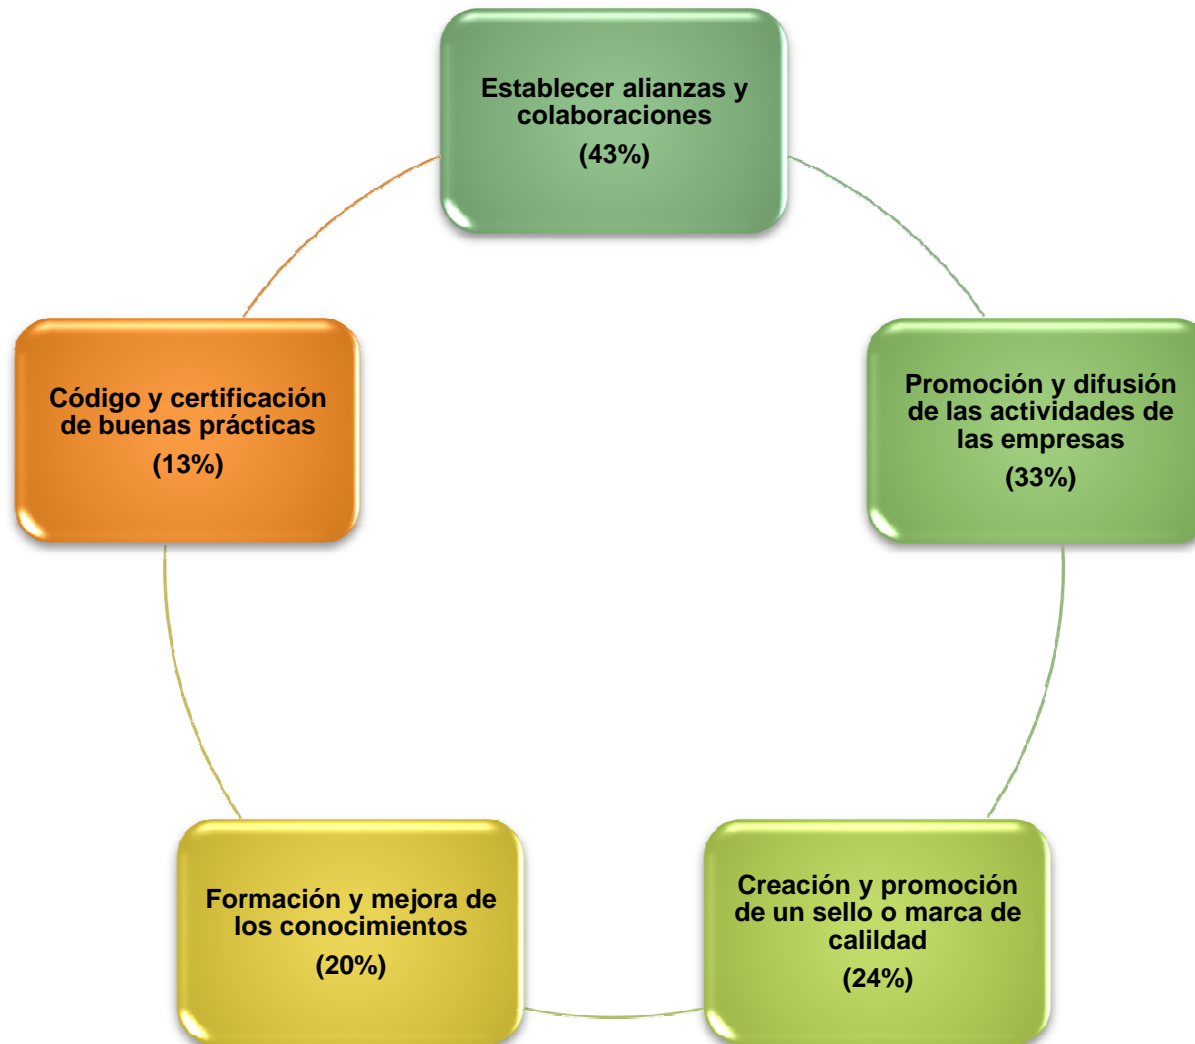 Establecer alianzas y
colaboraciones
(43%)
Promoción y difusión
de las actividades de
las empresas
(33%)
Creación y promoción
de un sello o marca de
calildad
(24%)
Formación y mejora de
los conocimientos
(20%)
Código y certificación
de buenas prácticas
(13%)